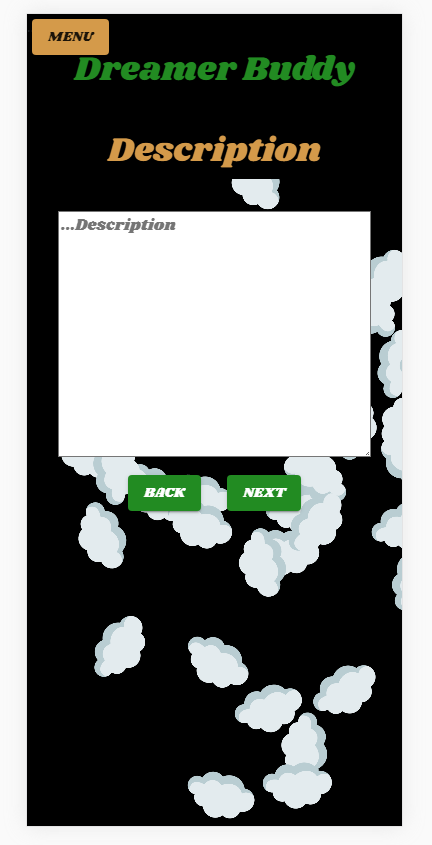 MENU
Dreamer Buddy
Description
...Description
BACK NEXT